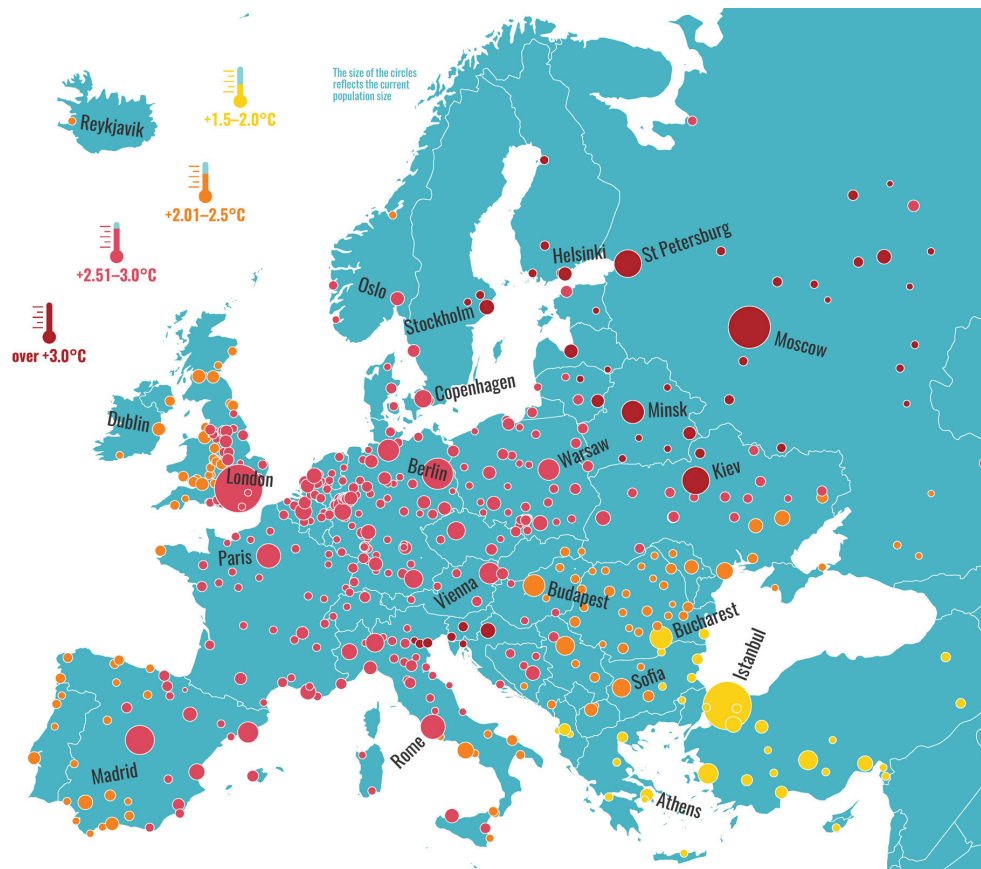 The size of the circles
reflects the current
population size
+1.5–2.0°C
Reykjavik
+2.01–2.5°C
+2.51–3.0°C
over +3.0°C
Helsinki
St Petersburg
Oslo
Stockholm
Moscow
Copenhagen
Dublin
Minsk
Warsaw
Berlin
London
Kiev
Paris
Vienna
Budapest
Bucharest
Istanbul
Sofia
Rome
Madrid
Athens